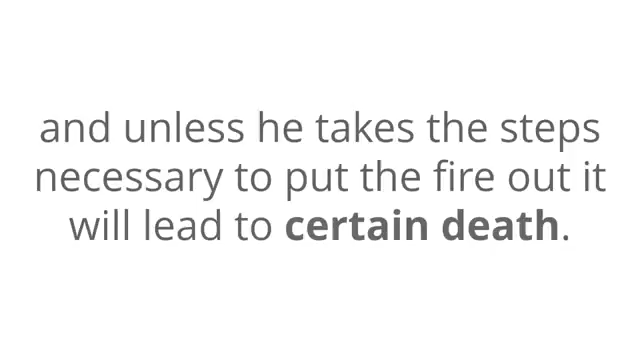 and unless he takes the steps
necessary to put the fire out it
will lead to certain death.